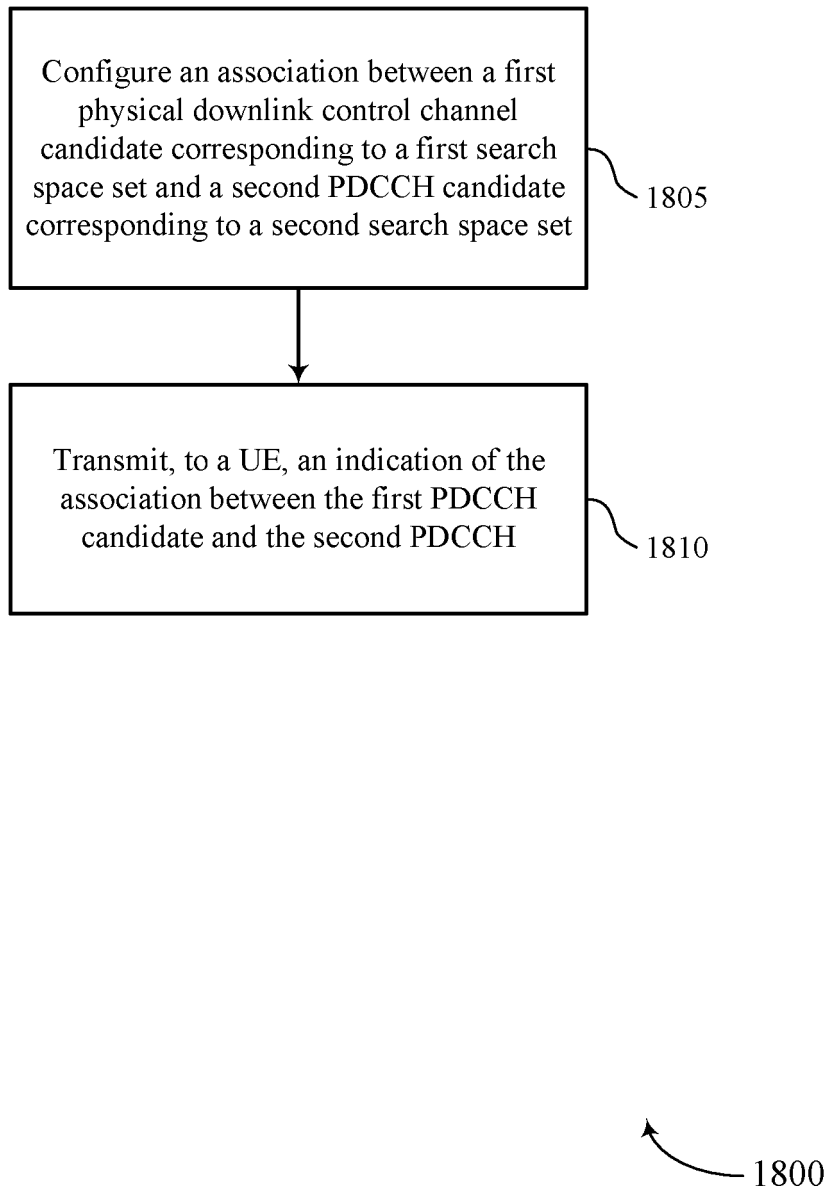 Configure an association between a first
physical downlink control channel
candidate corresponding to a first search
space set and a second PDCCH candidate
corresponding to a second search space set
1805
Transmit, to a UE, an indication of the
association between the first PDCCH
candidate and the second PDCCH
1810
1800